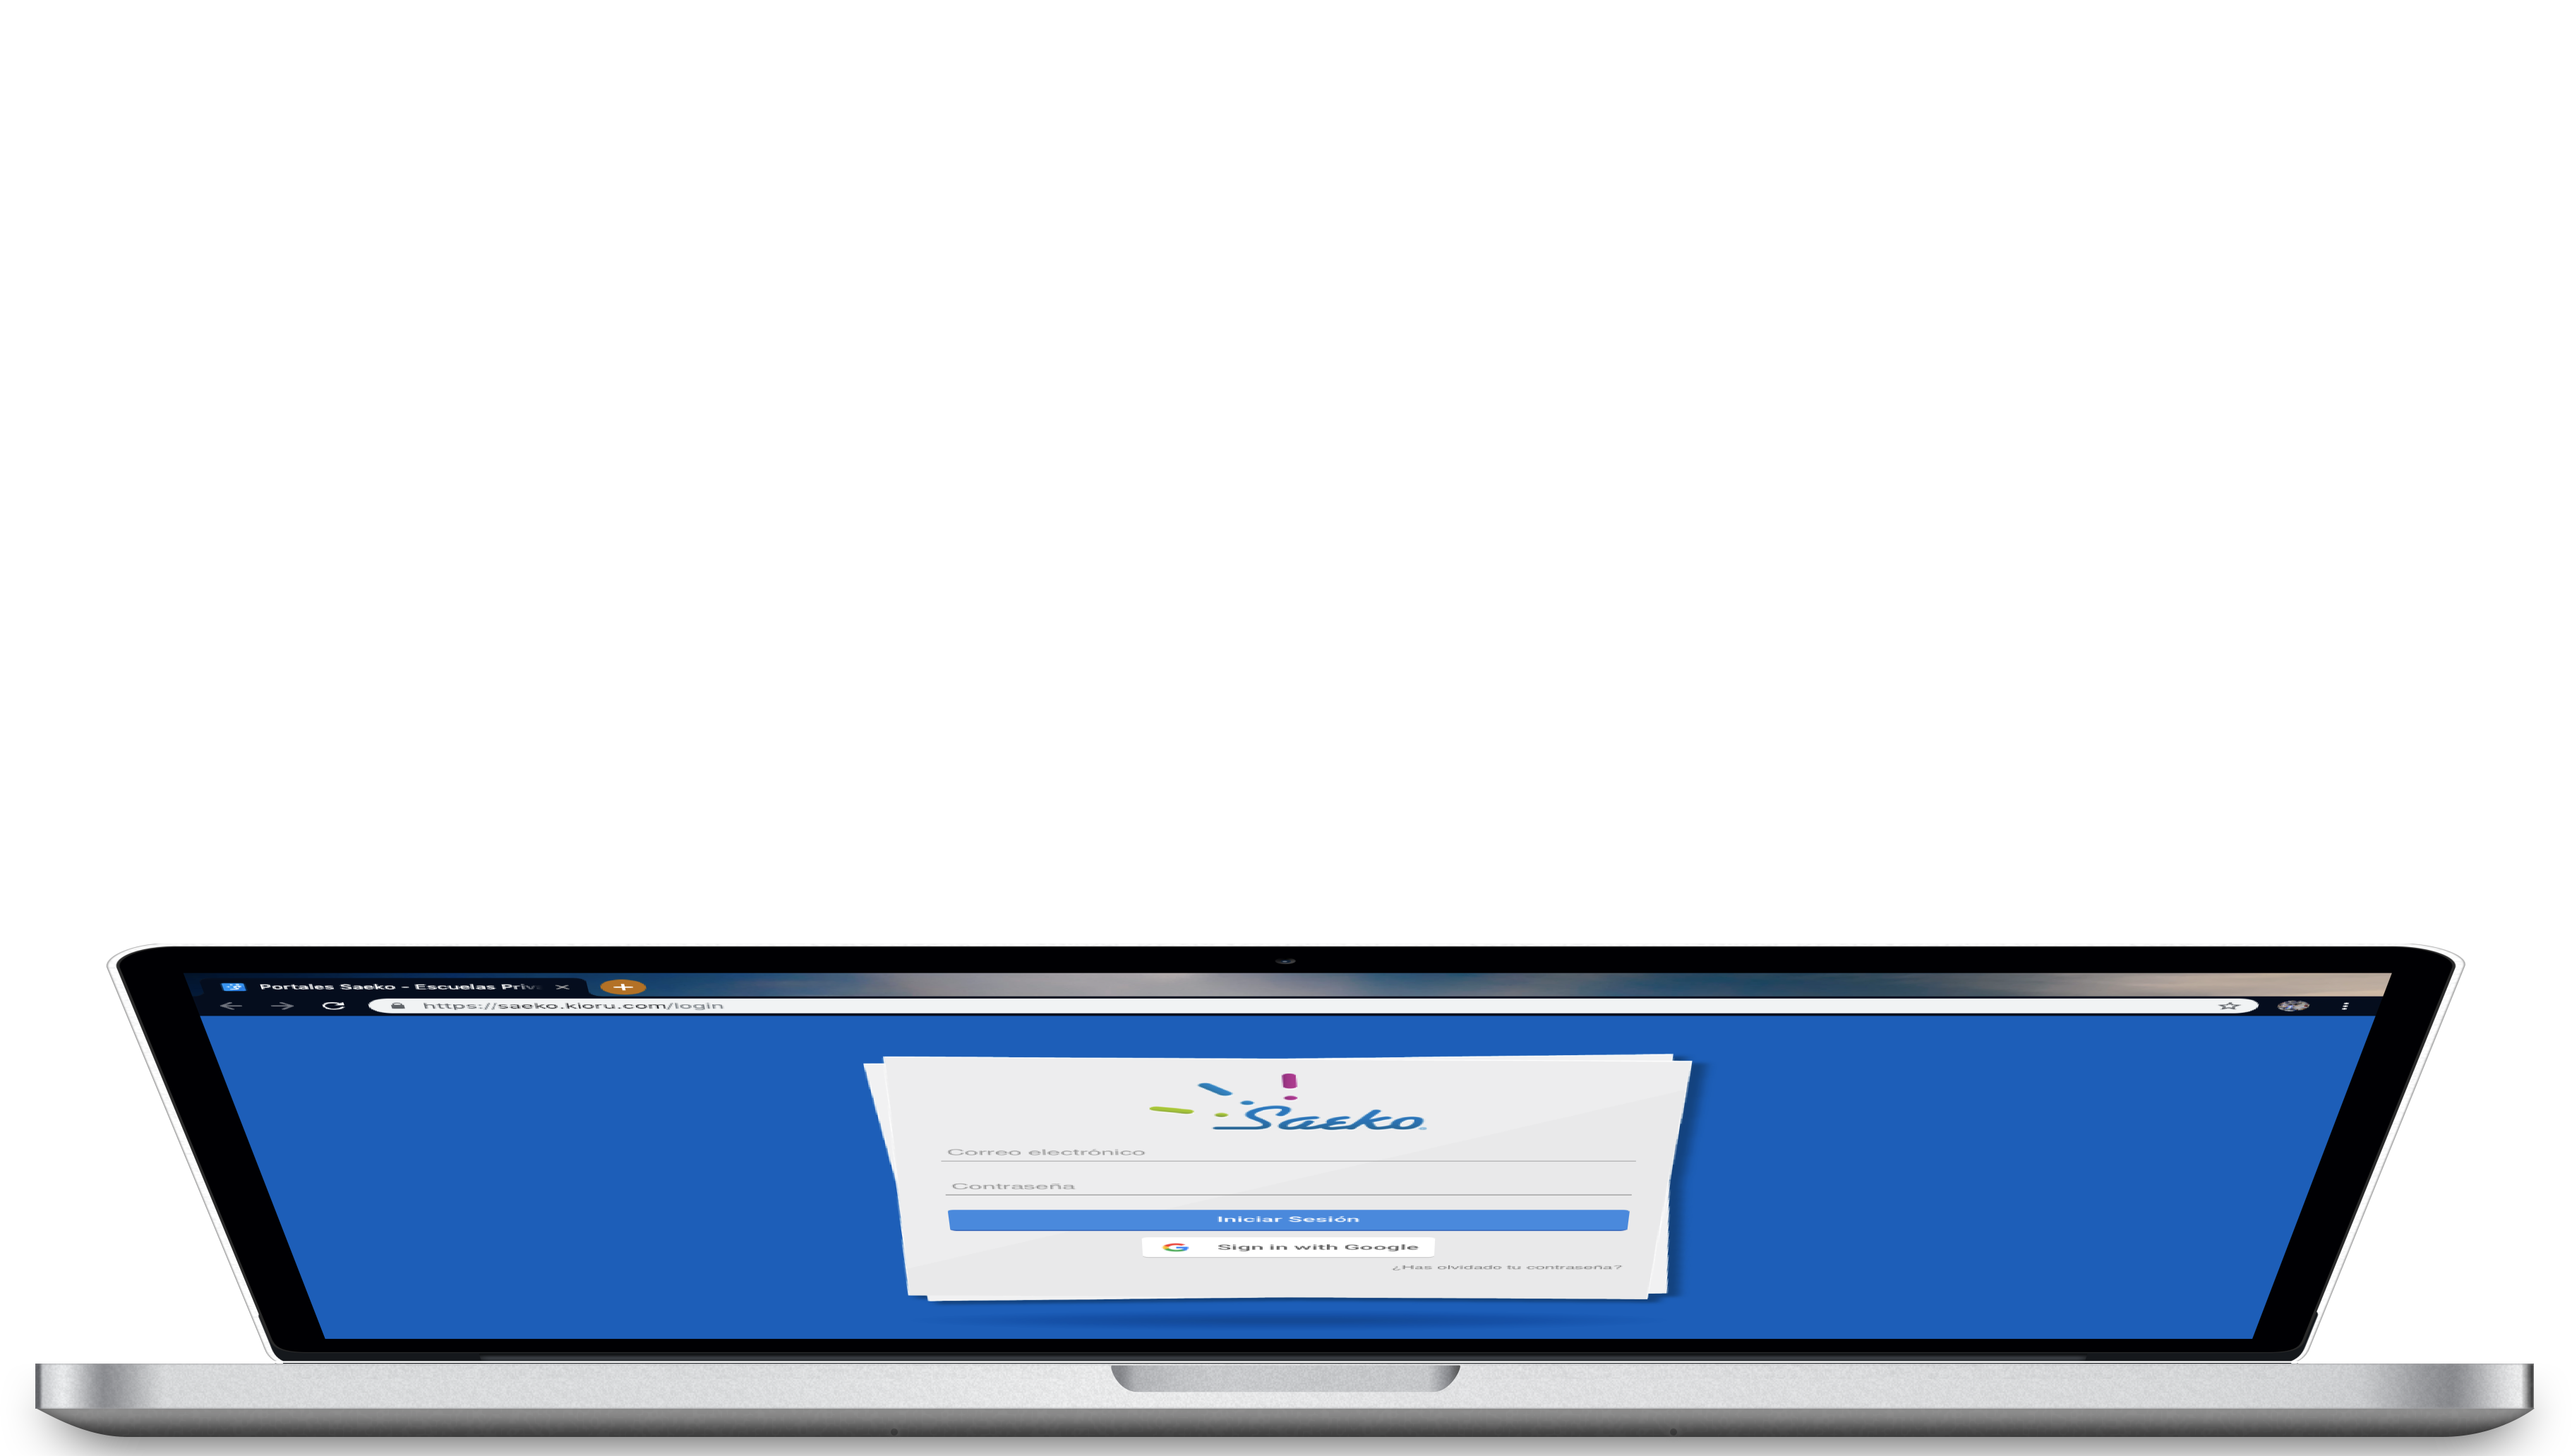 Portales Saeko - Escuelas Priv
https://saeko.kioru.com/login
Saeko
Correo electrónico
Contraseña
Iniciar Sesión
Sign in with Google
¿Has olvidado tu contraseña?